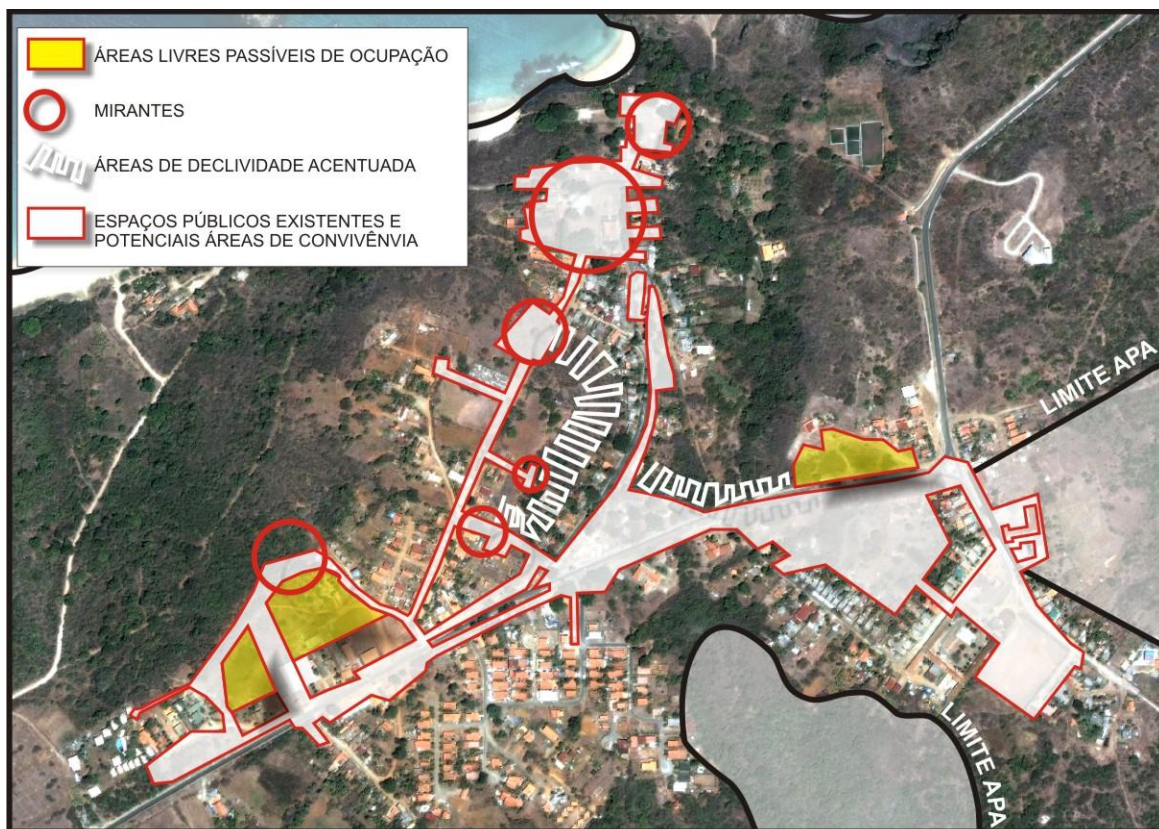 ÁREAS LIVRES PASSÍVEIS DE OCUPAÇÃO
MIRANTES
ÁREAS DE DECLIVIDADE ACENTUADA
ESPAÇOS PÚBLICOS EXISTENTES E
POTENCIAIS ÁREAS DE CONVIVÊNVIA
LIMITE APA
LIMITE APA